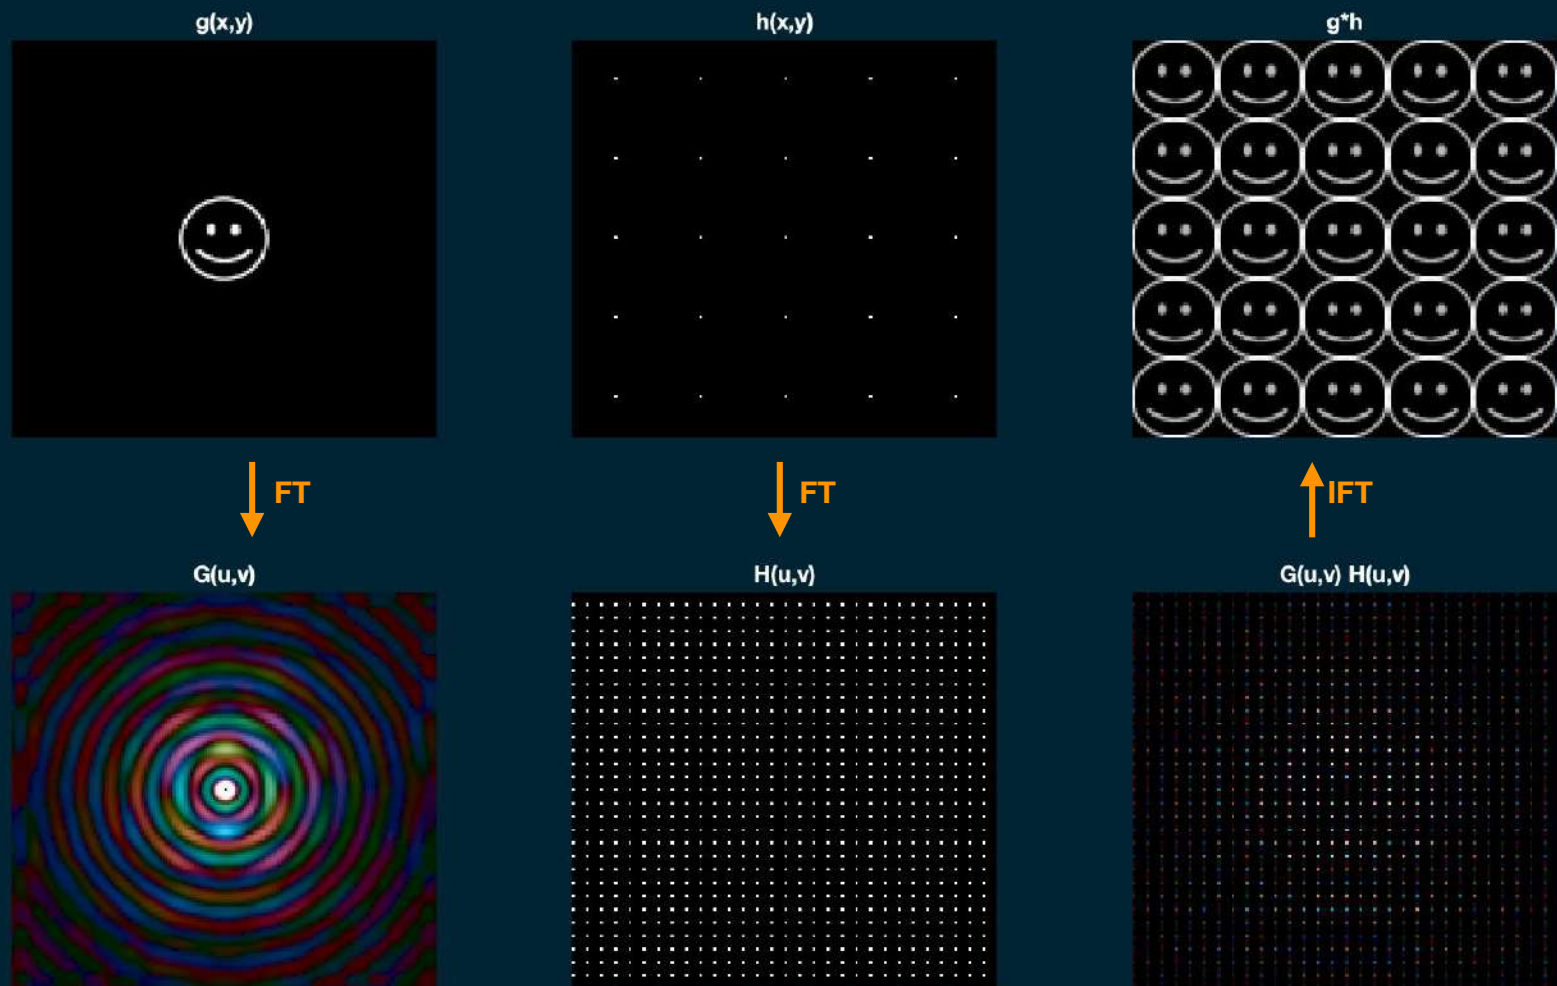 g(x,y)
h(x,y)
g*h
FT
FT
IFT
G(u,v)
H(u,v)
G(u,v) H(u,v)